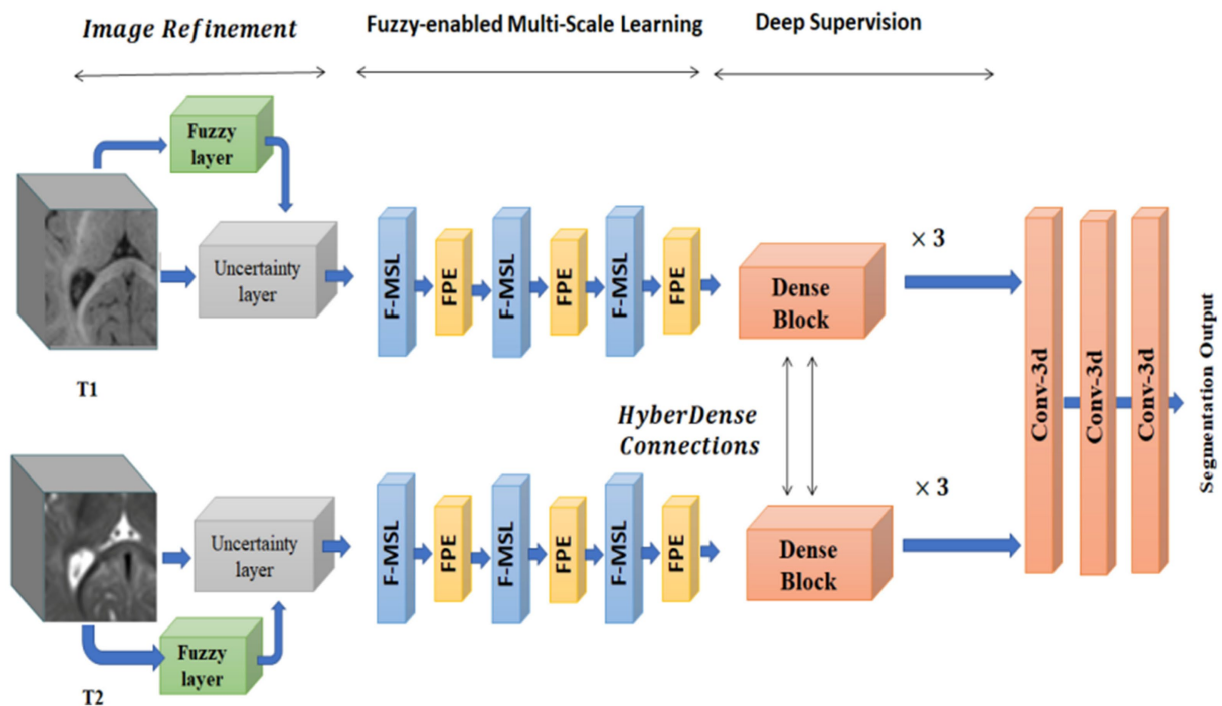 Image Refinement
Fuzzy-enabled Multi-Scale Learning
Deep Supervision
Fuzzy
layer
Uncertainty
layer
F-MSL
FPE
F-MSL
FPE
F-MSL
FPE
Dense
Block
× 3
T1
HyberDense
Connections
Fuzzy
layer
Uncertainty
layer
F-MSL
FPE
F-MSL
FPE
F-MSL
FPE
Dense
Block
× 3
T2
Conv-3d
Conv-3d
Conv-3d
Segmentation Output